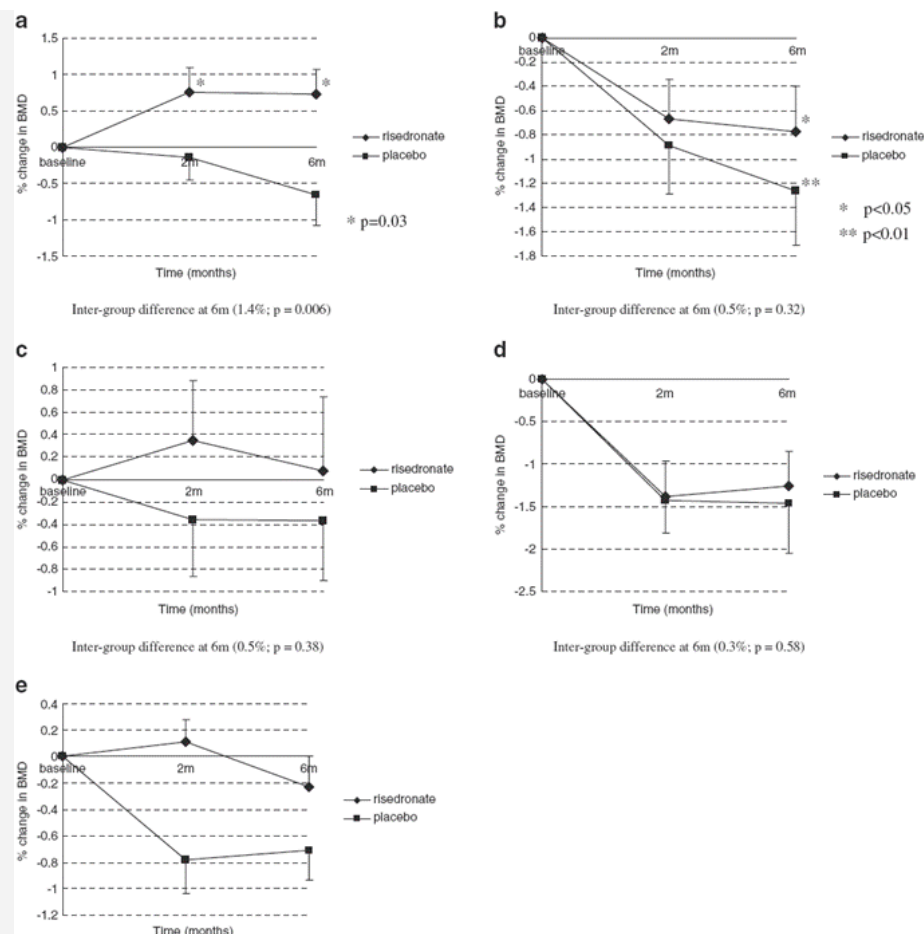 a
1.5
1
0.5
0
-0.5
-1
-1.5
% change in BMD
baseline
2m
6m
*
*
risedronate
placebo
* p=0.03
Time (months)
Inter-group difference at 6m (1.4%; p = 0.006)
b
0
-0.2
-0.4
-0.6
-0.8
-1
-1.2
-1.4
-1.6
-1.8
% change in BMD
baseline
2m
6m
*
**
risedronate
placebo
* p<0.05
** p<0.01
Time (months)
Inter-group difference at 6m (0.5%; p = 0.32)
c
1
0.8
0.6
0.4
0.2
0
-0.2
-0.4
-0.6
-0.8
-1
% change in BMD
baseline
2m
6m
risedronate
placebo
Time (months)
Inter-group difference at 6m (0.5%; p = 0.38)
d
0
-0.5
-1
-1.5
-2
-2.5
% change in BMD
baseline
2m
6m
risedronate
placebo
Time (months)
Inter-group difference at 6m (0.3%; p = 0.58)
e
0.4
0.2
0
-0.2
-0.4
-0.6
-0.8
-1
-1.2
% change in BMD
baseline
2m
6m
risedronate
placebo
Time (months)